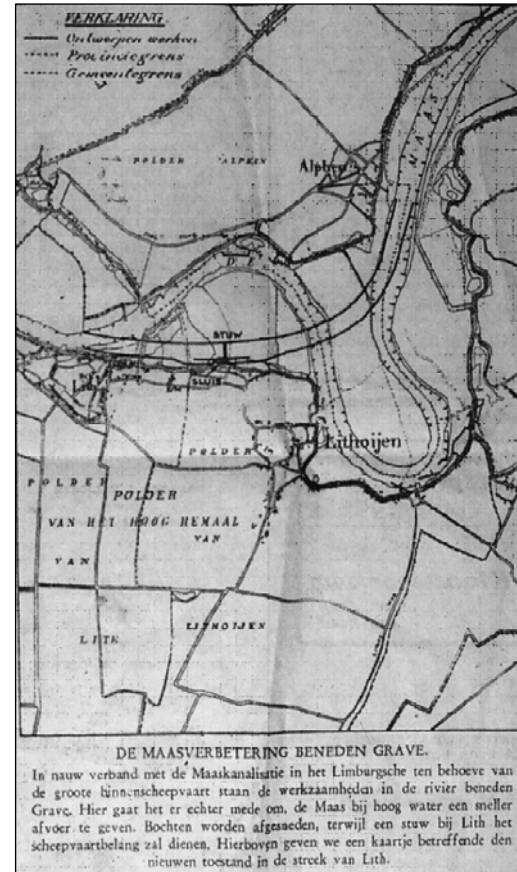 VERKLARING
Ontworpen werken
Provinciegrens
Gemeentegrens
POLDER ALPHEN
Alphen
MAAS
DE
STUW
SLUIS
Lith
Lithoijen
POLDER
POLDER
POLDER
VAN HET HOOG HEMAAL
VAN
VAN
LITH
LITHOIJEN
DE MAASVERBETERING BENEDEN GRAVE.
In nauw verband met de Maaskanalisatie in het Limburgsche ten behoeve van
de groote binnenscheepvaart staan de werkzaamheden in de rivier beneden
Grave. Hier gaat het er echter mede om, de Maas bij hoog water een sneller
afvoer te geven. Bochten worden afgesneden, terwijl een stuw bij Lith het
scheepvaartbelang zal dienen. Hierboven geven we een kaartje betreffende den
nieuwen toestand in de streek van Lith.